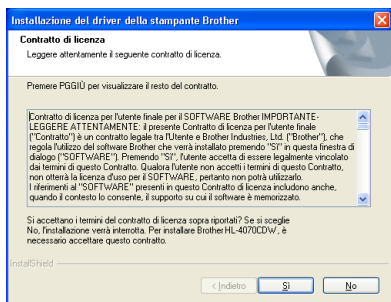 Installazione del driver della stampante Brother
Contratto di licenza
Leggere attentamente il seguente contratto di licenza.
Premere PGGIÙ per visualizzare il resto del contratto.
Contratto di licenza per l'utente finale per il SOFTWARE Brother IMPORTANTE-
LEGGERE ATTENTAMENTE: il presente Contratto di licenza per l'utente finale
("Contratto") è un contratto legale tra l'Utente e Brother Industries, Ltd. ("Brother"), che
regola l'utilizzo del software Brother che verrà installato premendo "Sì" in questa finestra di
dialogo ("SOFTWARE"). Premendo "Sì", l'utente accetta di essere legalmente vincolato
dai termini di questo Contratto. Qualora l'utente non accetti i termini di questo Contratto,
non otterrà la licenza d'uso per il SOFTWARE, pertanto non potrà utilizzarlo.
I riferimenti al "SOFTWARE" presenti in questo Contratto di licenza includono anche,
quando il contesto lo consente, il supporto su cui il software è memorizzato.
Si accettano i termini del contratto di licenza sopra riportati? Se si sceglie
No, l'installazione verrà interrotta. Per installare Brother HL-4070CDW, è
necessario accettare questo contratto.
InstallShield
< Indietro Sì No